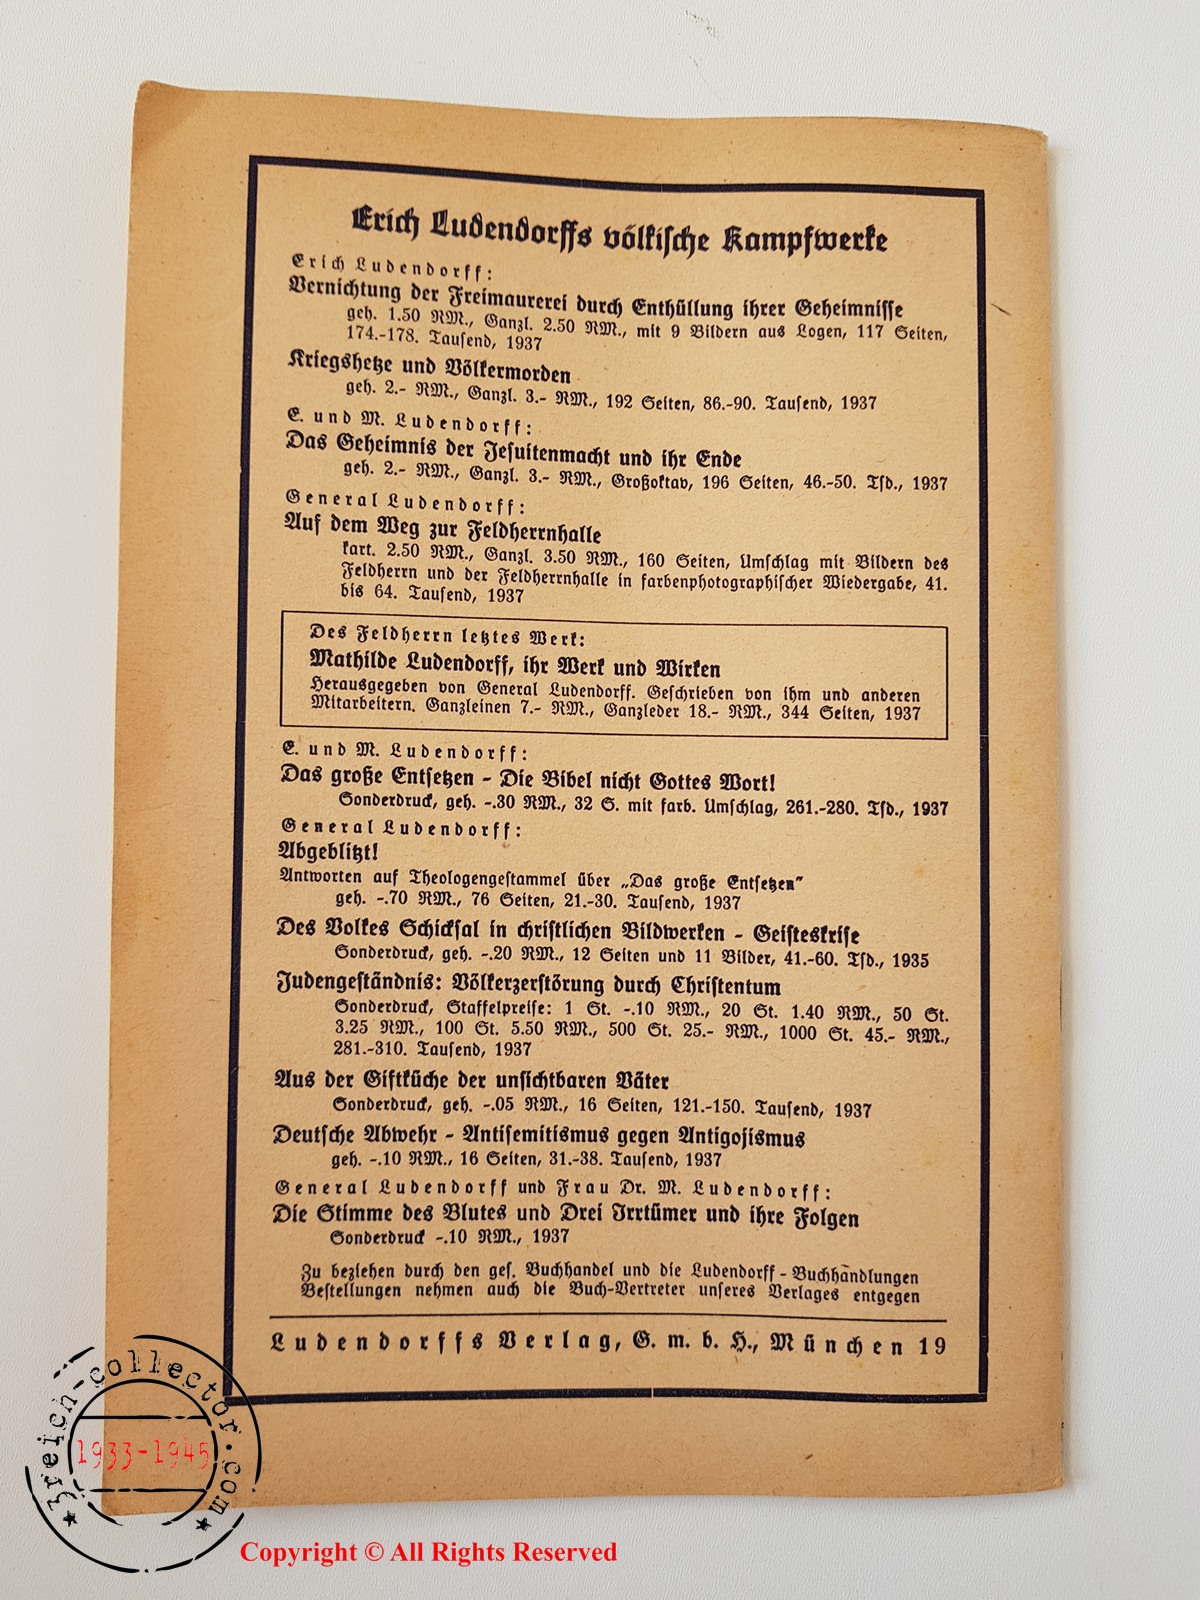 Erich Ludendorffs völkische Kampfwerke
Erich Ludendorff:
Vernichtung der Freimaurerei durch Enthüllung ihrer Geheimnisse
geh. 1.50 RM., Ganzl. 2.50 RM., mit 9 Bildern aus Logen, 117 Seiten,
174.-178. Tausend, 1937
Kriegshetze und Völkermorden
geh. 2.- RM., Ganzl. 3.- RM., 192 Seiten, 86.-90. Tausend, 1937
E. und M. Ludendorff:
Das Geheimnis der Jesuitenmacht und ihr Ende
geh. 2.- RM., Ganzl. 3.- RM., Großoktav, 196 Seiten, 46.-50. Tsd., 1937
General Ludendorff:
Auf dem Weg zur Feldherrnhalle
kart. 2.50 RM., Ganzl. 3.50 RM., 160 Seiten, Umschlag mit Bildern des
Feldherrn und der Feldherrnhalle in farbenphotographischer Wiedergabe, 41.
bis 64. Tausend, 1937
Des Feldherrn letztes Werk:
Mathilde Ludendorff, ihr Werk und Wirken
Herausgegeben von General Ludendorff. Geschrieben von ihm und anderen
Mitarbeitern. Ganzleinen 7.- RM., Ganzleder 18.- RM., 344 Seiten, 1937
E. und M. Ludendorff:
Das große Entsetzen - Die Bibel nicht Gottes Wort!
Sonderdruck, geh. -.30 RM., 32 S. mit farb. Umschlag, 261.-280. Tsd., 1937
General Ludendorff:
Abgeblitzt!
Antworten auf Theologengestammel über „Das große Entsetzen"
geh. -.70 RM., 76 Seiten, 21.-30. Tausend, 1937
Des Volkes Schicksal in christlichen Bildwerken - Geisteskrise
Sonderdruck, geh. -.20 RM., 12 Seiten und 11 Bilder, 41.-60. Tsd., 1935
Judengeständnis: Völkerzerstörung durch Christentum
Sonderdruck, Staffelpreise: 1 St. -.10 RM., 20 St. 1.40 RM., 50 St.
3.25 RM., 100 St. 5.50 RM., 500 St. 25.- RM., 1000 St. 45.- RM.,
281.-310. Tausend, 1937
Aus der Giftküche der unsichtbaren Väter
Sonderdruck, geh. -.05 RM., 16 Seiten, 121.-150. Tausend, 1937
Deutsche Abwehr - Antisemitismus gegen Antigojismus
geh. -.10 RM., 16 Seiten, 31.-38. Tausend, 1937
General Ludendorff und Frau Dr. M. Ludendorff:
Die Stimme des Blutes und Drei Irrtümer und ihre Folgen
Sonderdruck -.10 RM., 1937
Zu beziehen durch den ges. Buchhandel und die Ludendorff-Buchhandlungen
Bestellungen nehmen auch die Buch-Vertreter unseres Verlages entgegen
Ludendorffs Verlag, G. m. b. H., München 19
3reich-collector.com
1933-1945
Copyright © All Rights Reserved